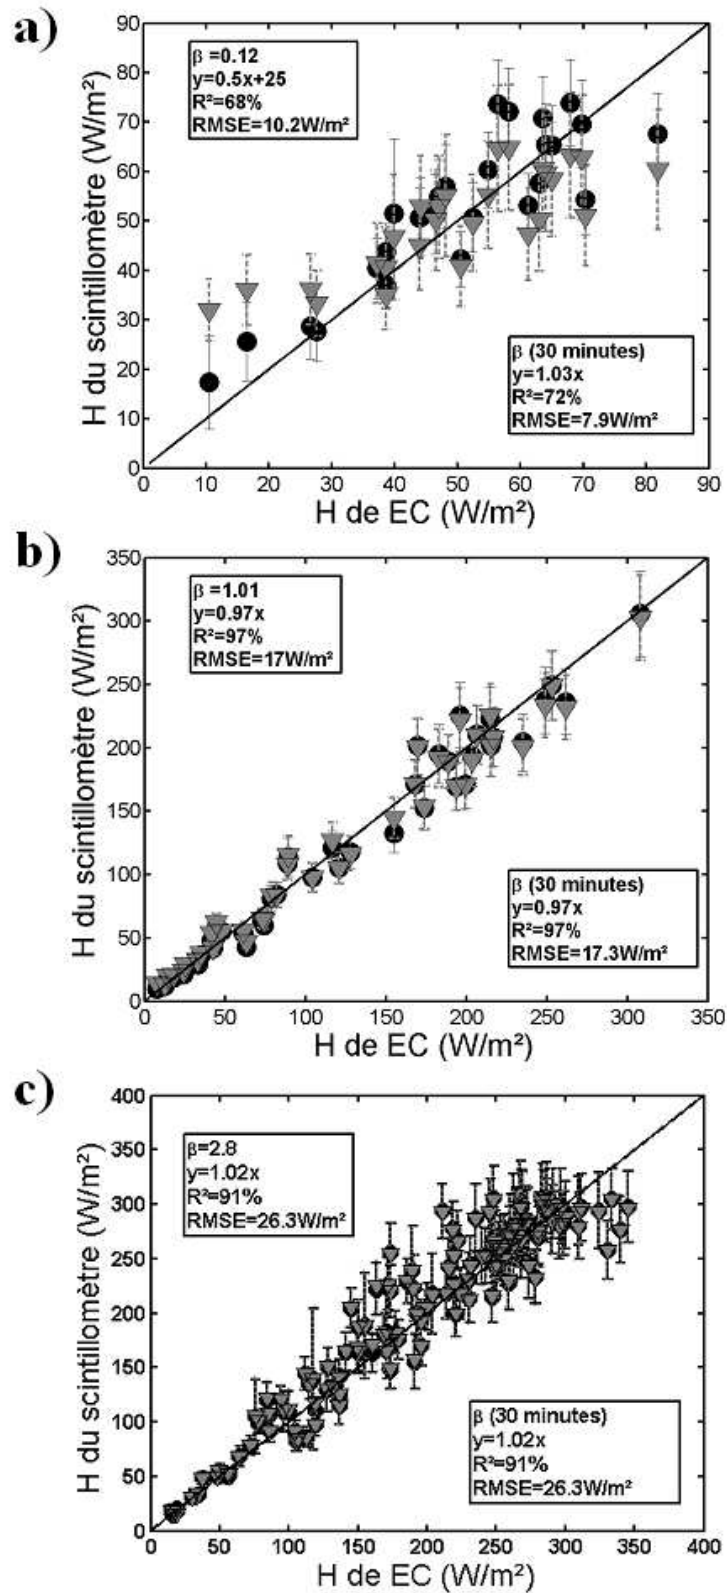 a)
90
80
70
60
50
40
30
20
10
0
H du scintillomètre (W/m²)
β =0.12
y=0.5x+25
R²=68%
RMSE=10.2W/m²
β (30 minutes)
y=1.03x
R²=72%
RMSE=7.9W/m²
0 10 20 30 40 50 60 70 80 90
H de EC (W/m²)
b)
350
300
250
200
150
100
50
0
H du scintillomètre (W/m²)
β =1.01
y=0.97x
R²=97%
RMSE=17W/m²
β (30 minutes)
y=0.97x
R²=97%
RMSE=17.3W/m²
0 50 100 150 200 250 300 350
H de EC (W/m²)
c)
400
350
300
250
200
150
100
50
0
H du scintillomètre (W/m²)
β=2.8
y=1.02x
R²=91%
RMSE=26.3W/m²
β (30 minutes)
y=1.02x
R²=91%
RMSE=26.3W/m²
0 50 100 150 200 250 300 350 400
H de EC (W/m²)